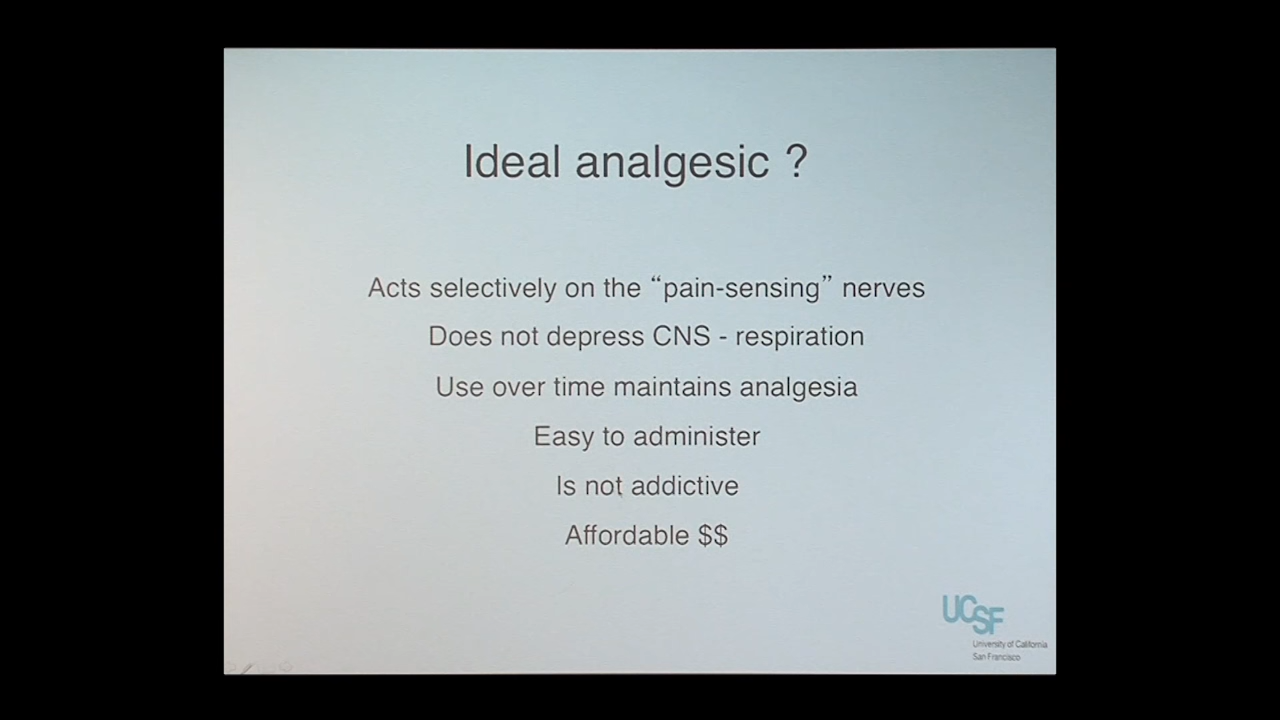 Ideal analgesic ?
Acts selectively on the “pain-sensing” nerves
Does not depress CNS - respiration
Use over time maintains analgesia
Easy to administer
Is not addictive
Affordable $$
UCSF
University of California
San Francisco